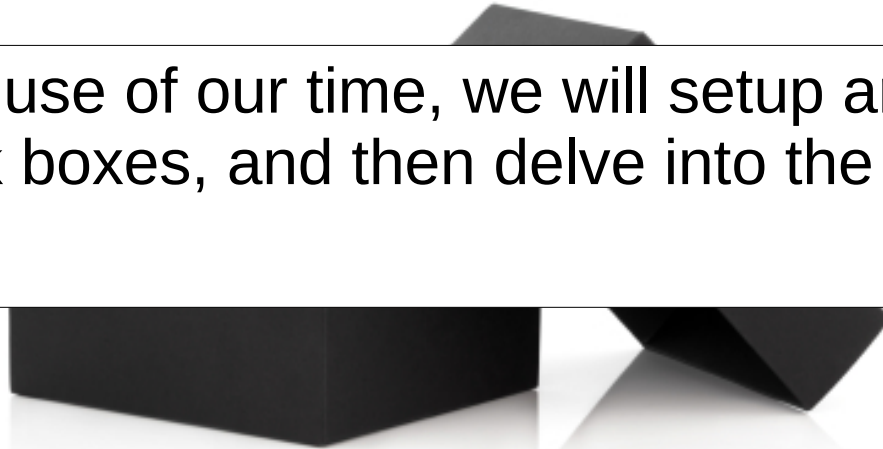 use of our time, we will setup
boxes, and then delve into the